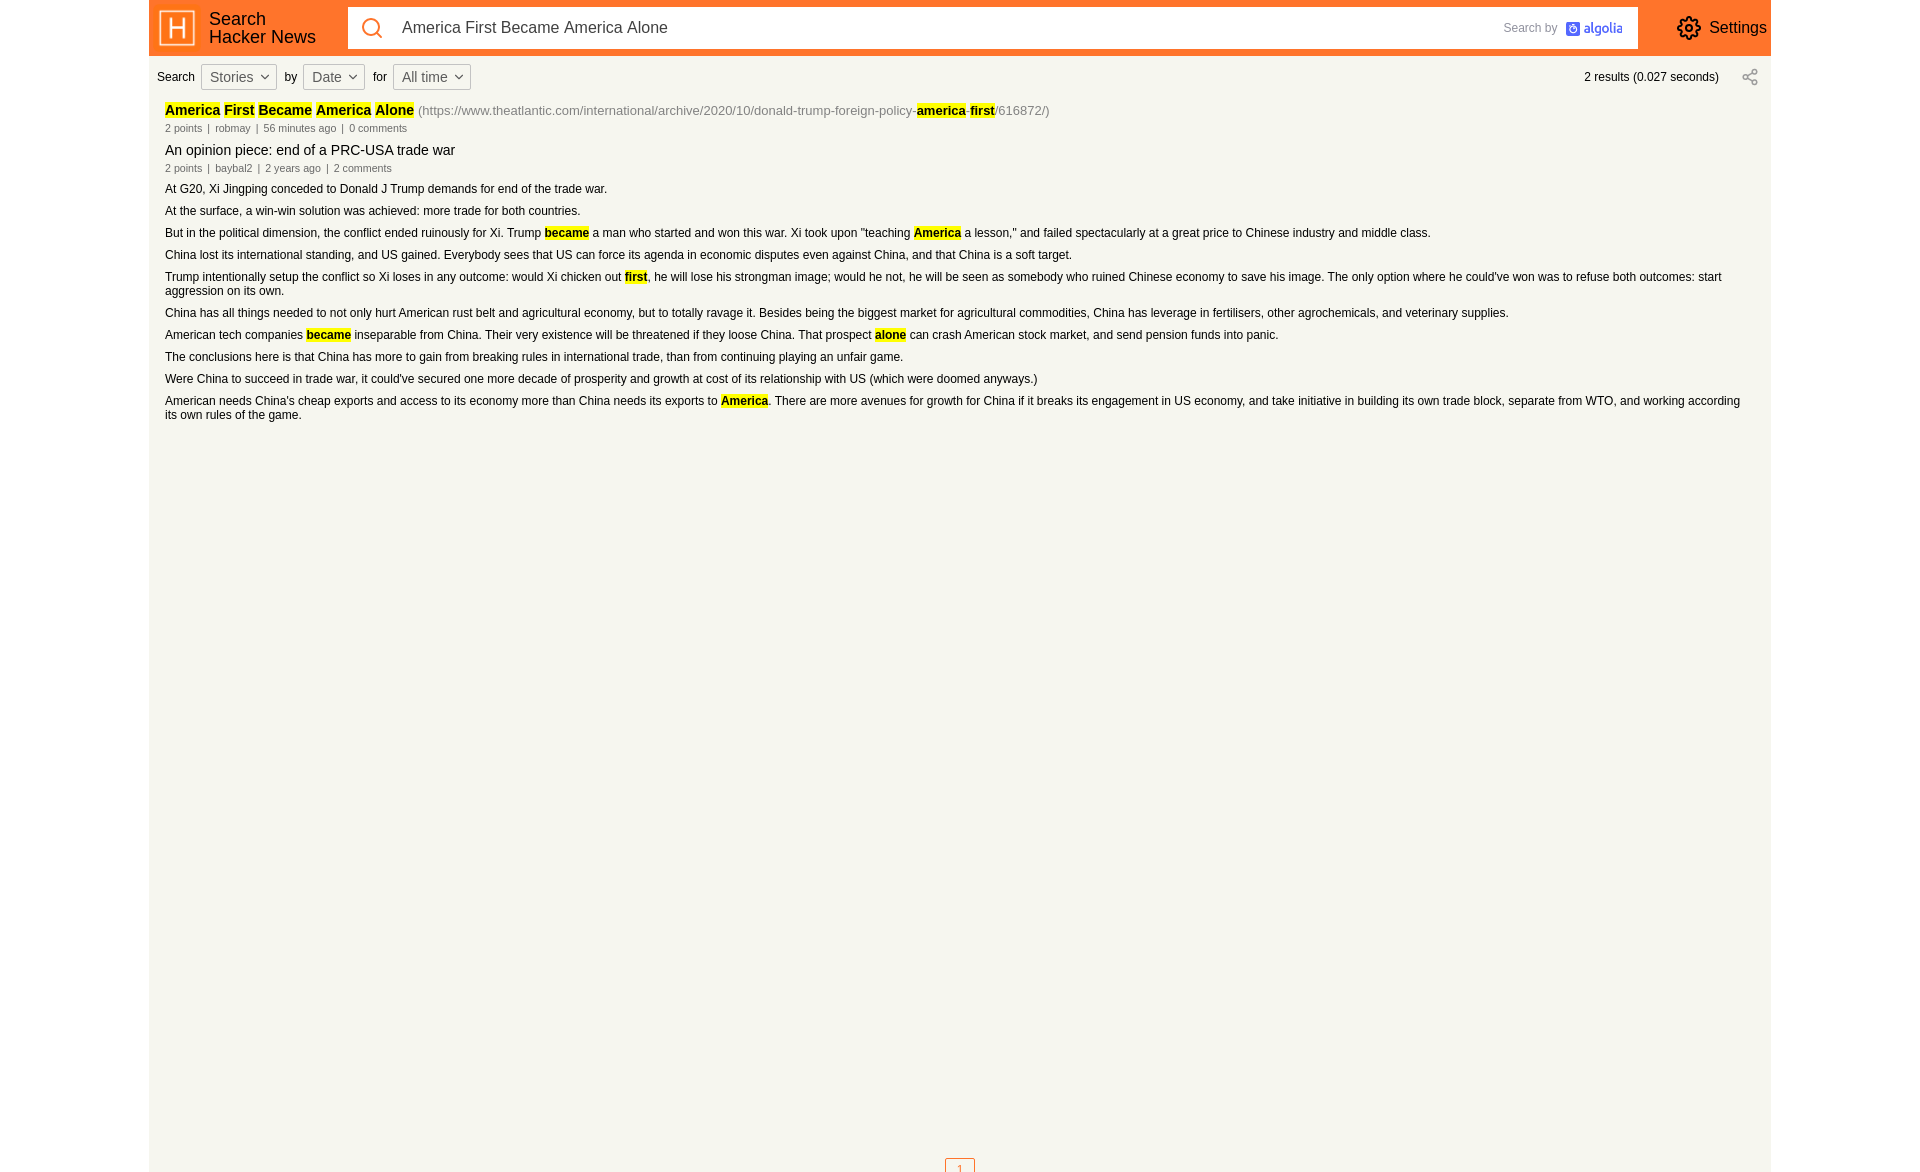 H
Search
Hacker News
America First Became America Alone
Search by algolia
Settings
Search Stories by Date for All time
2 results (0.027 seconds)
America First Became America Alone (https://www.theatlantic.com/international/archive/2020/10/donald-trump-foreign-policy-america-first/616872/)
2 points | robmay | 56 minutes ago | 0 comments
An opinion piece: end of a PRC-USA trade war
2 points | baybal2 | 2 years ago | 2 comments
At G20, Xi Jingping conceded to Donald J Trump demands for end of the trade war.
At the surface, a win-win solution was achieved: more trade for both countries.
But in the political dimension, the conflict ended ruinously for Xi. Trump became a man who started and won this war. Xi took upon "teaching America a lesson," and failed spectacularly at a great price to Chinese industry and middle class.
China lost its international standing, and US gained. Everybody sees that US can force its agenda in economic disputes even against China, and that China is a soft target.
Trump intentionally setup the conflict so Xi loses in any outcome: would Xi chicken out first, he will lose his strongman image; would he not, he will be seen as somebody who ruined Chinese economy to save his image. The only option where he could've won was to refuse both outcomes: start
aggression on its own.
China has all things needed to not only hurt American rust belt and agricultural economy, but to totally ravage it. Besides being the biggest market for agricultural commodities, China has leverage in fertilisers, other agrochemicals, and veterinary supplies.
American tech companies became inseparable from China. Their very existence will be threatened if they loose China. That prospect alone can crash American stock market, and send pension funds into panic.
The conclusions here is that China has more to gain from breaking rules in international trade, than from continuing playing an unfair game.
Were China to succeed in trade war, it could've secured one more decade of prosperity and growth at cost of its relationship with US (which were doomed anyways.)
American needs China's cheap exports and access to its economy more than China needs its exports to America. There are more avenues for growth for China if it breaks its engagement in US economy, and take initiative in building its own trade block, separate from WTO, and working according
its own rules of the game.
1